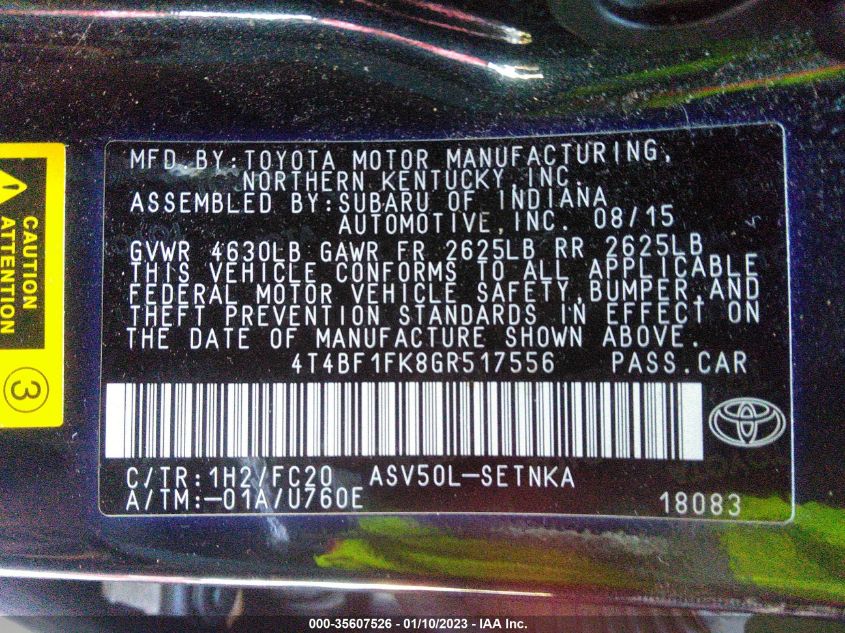 MFD BY:TOYOTA MOTOR MANUFACTURING,
NORTHERN KENTUCKY,INC.
ASSEMBLED BY:SUBARU OF INDIANA
AUTOMOTIVE,INC. 08/15
GVWR 4630LB GAWR FR 2625LB RR 2625LB
THIS VEHICLE CONFORMS TO ALL APPLICABLE
FEDERAL MOTOR VEHICLE SAFETY,BUMPER,AND
THEFT PREVENTION STANDARDS IN EFFECT ON
THE DATE OF MANUFACTURE SHOWN ABOVE.
4T4BF1FK8GR517556 PASS.CAR
C/TR:1H2/FC20 ASV50L-SETNKA
A/TM:-01A/U760E 18083
CAUTION
ATTENTION
3
000-35607526 - 01/10/2023 - IAA Inc.